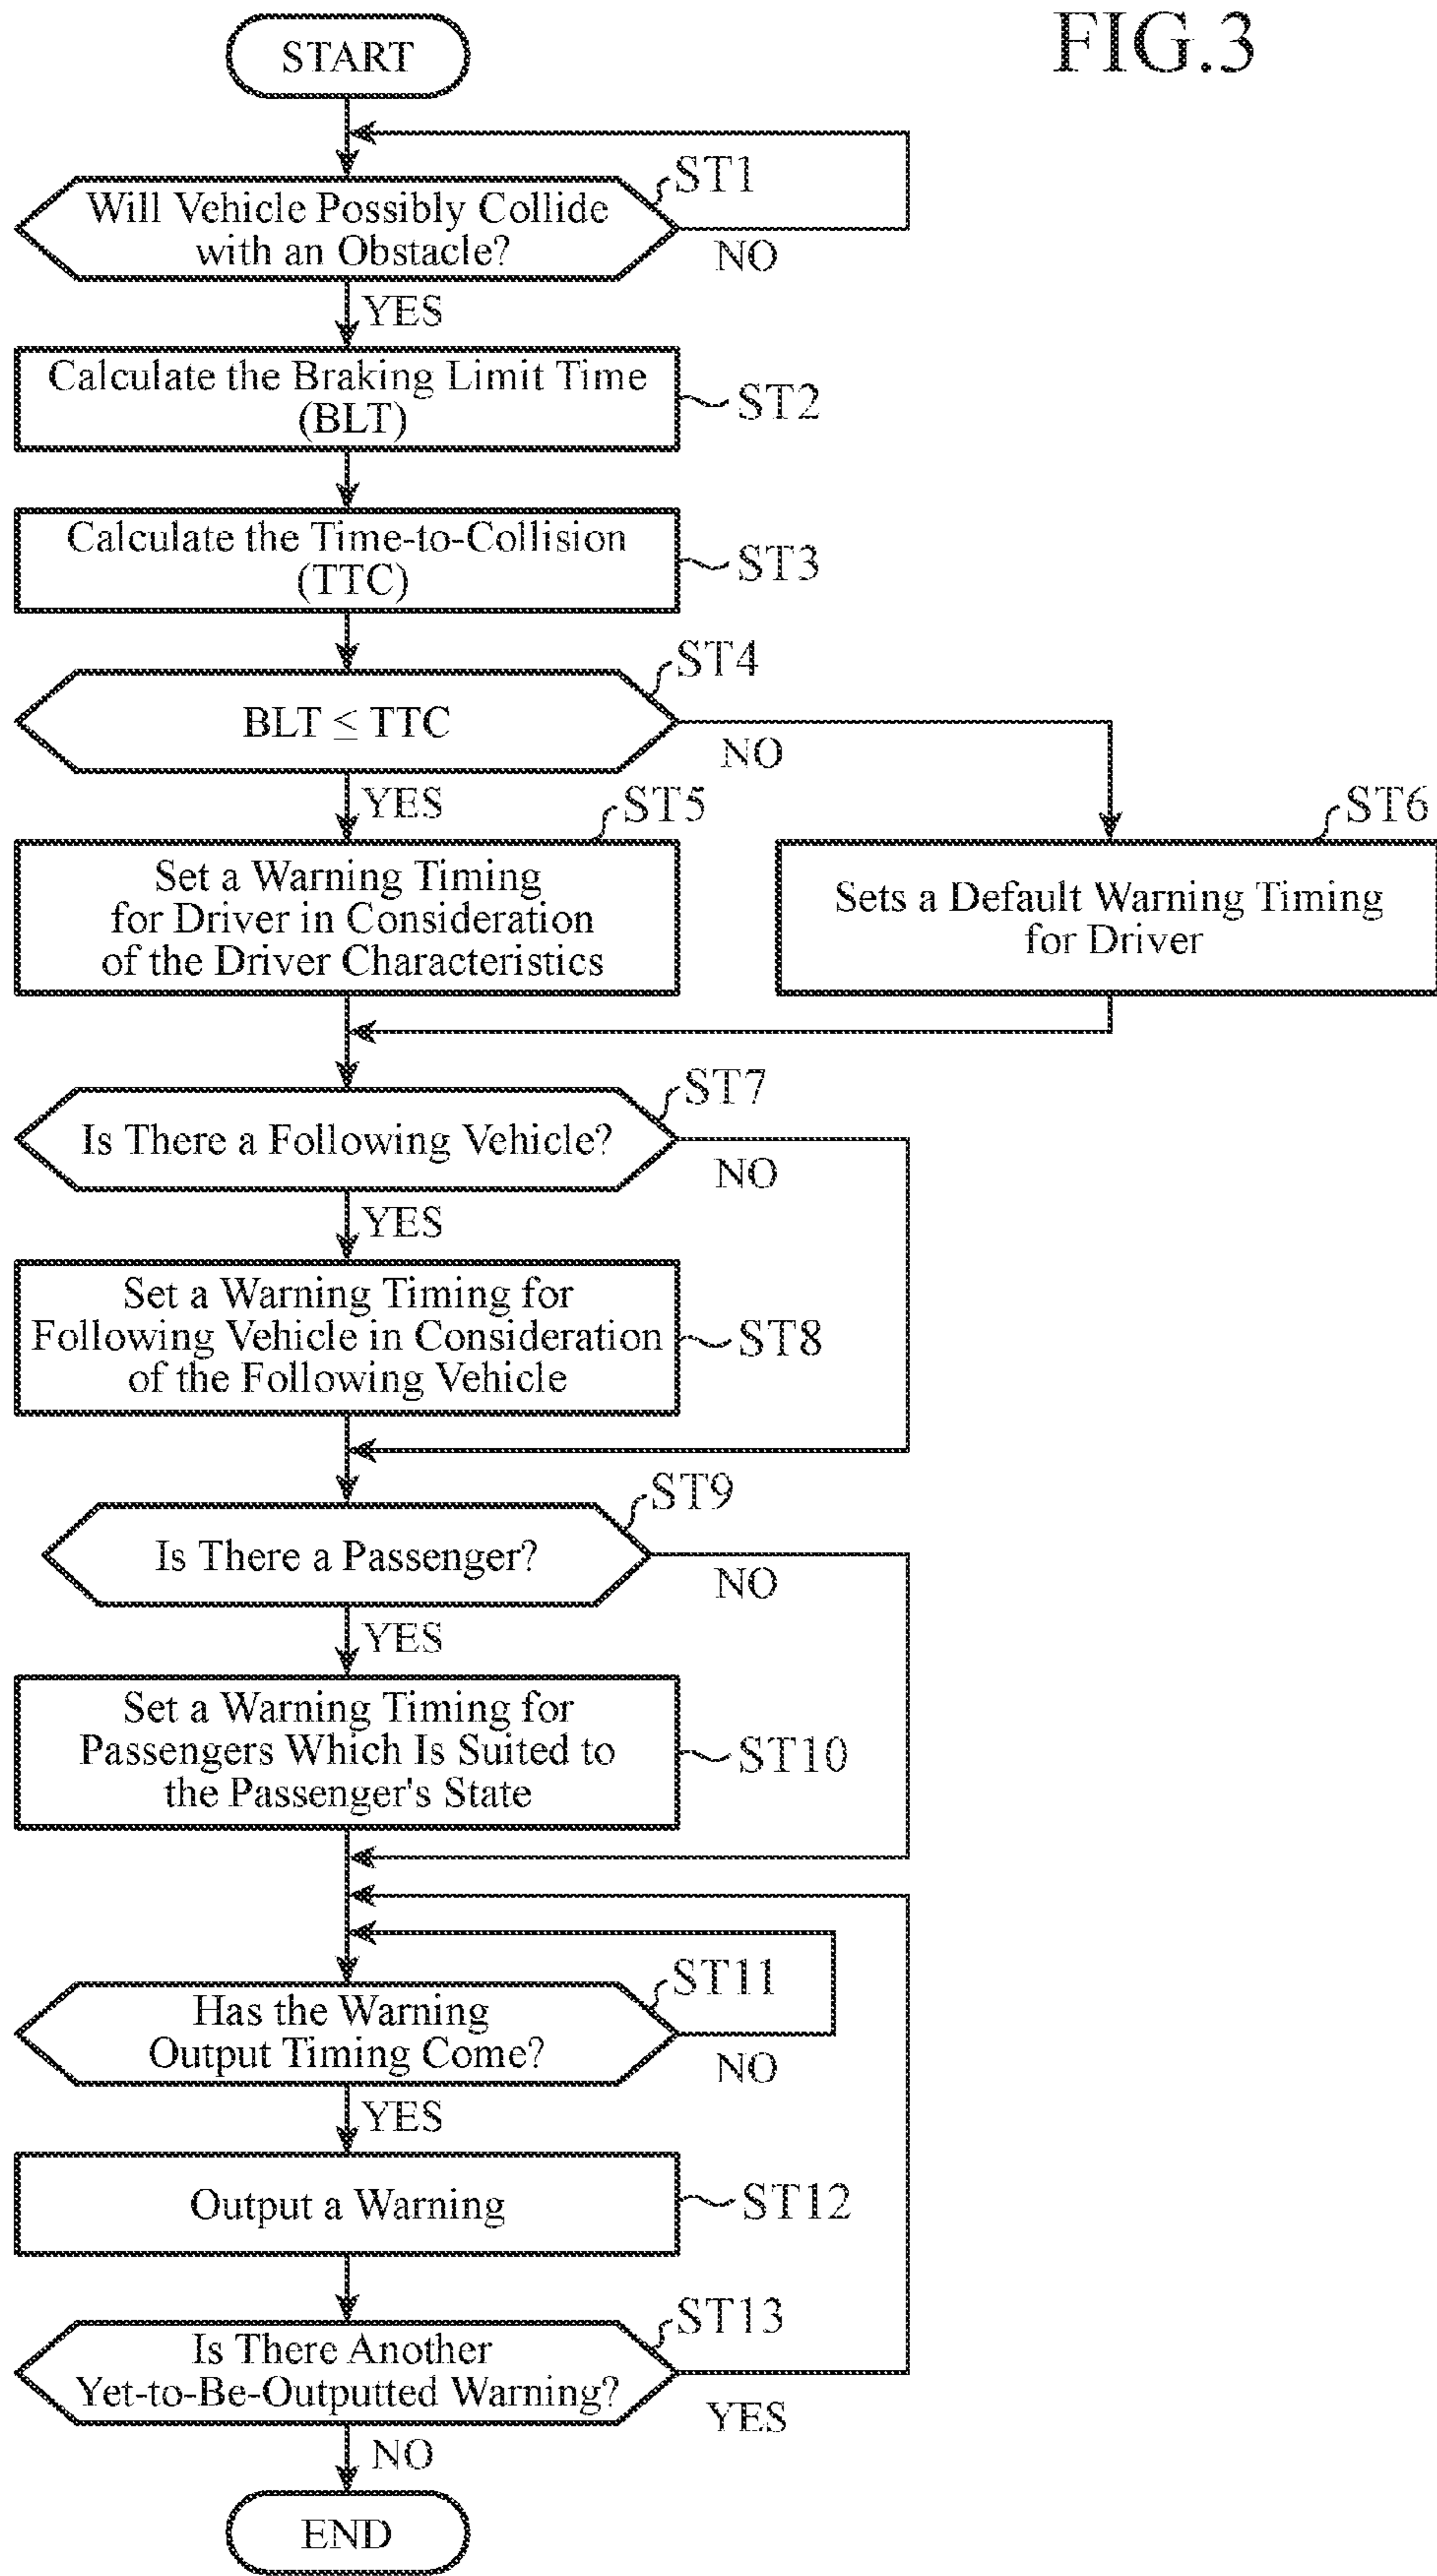 FIG.3
START
ST1
Will Vehicle Possibly Collide
with an Obstacle?
NO
YES
Calculate the Braking Limit Time
(BLT)
ST2
Calculate the Time-to-Collision
(TTC)
ST3
ST4
BLT ≤ TTC
NO
YES
ST5
ST6
Set a Warning Timing
for Driver in Consideration
of the Driver Characteristics
Sets a Default Warning Timing
for Driver
ST7
Is There a Following Vehicle?
NO
YES
Set a Warning Timing for
Following Vehicle in Consideration
of the Following Vehicle
ST8
ST9
Is There a Passenger?
NO
YES
Set a Warning Timing for
Passengers Which Is Suited to
the Passenger's State
ST10
ST11
Has the Warning
Output Timing Come?
NO
YES
Output a Warning
ST12
ST13
Is There Another
Yet-to-Be-Outputted Warning?
YES
NO
END